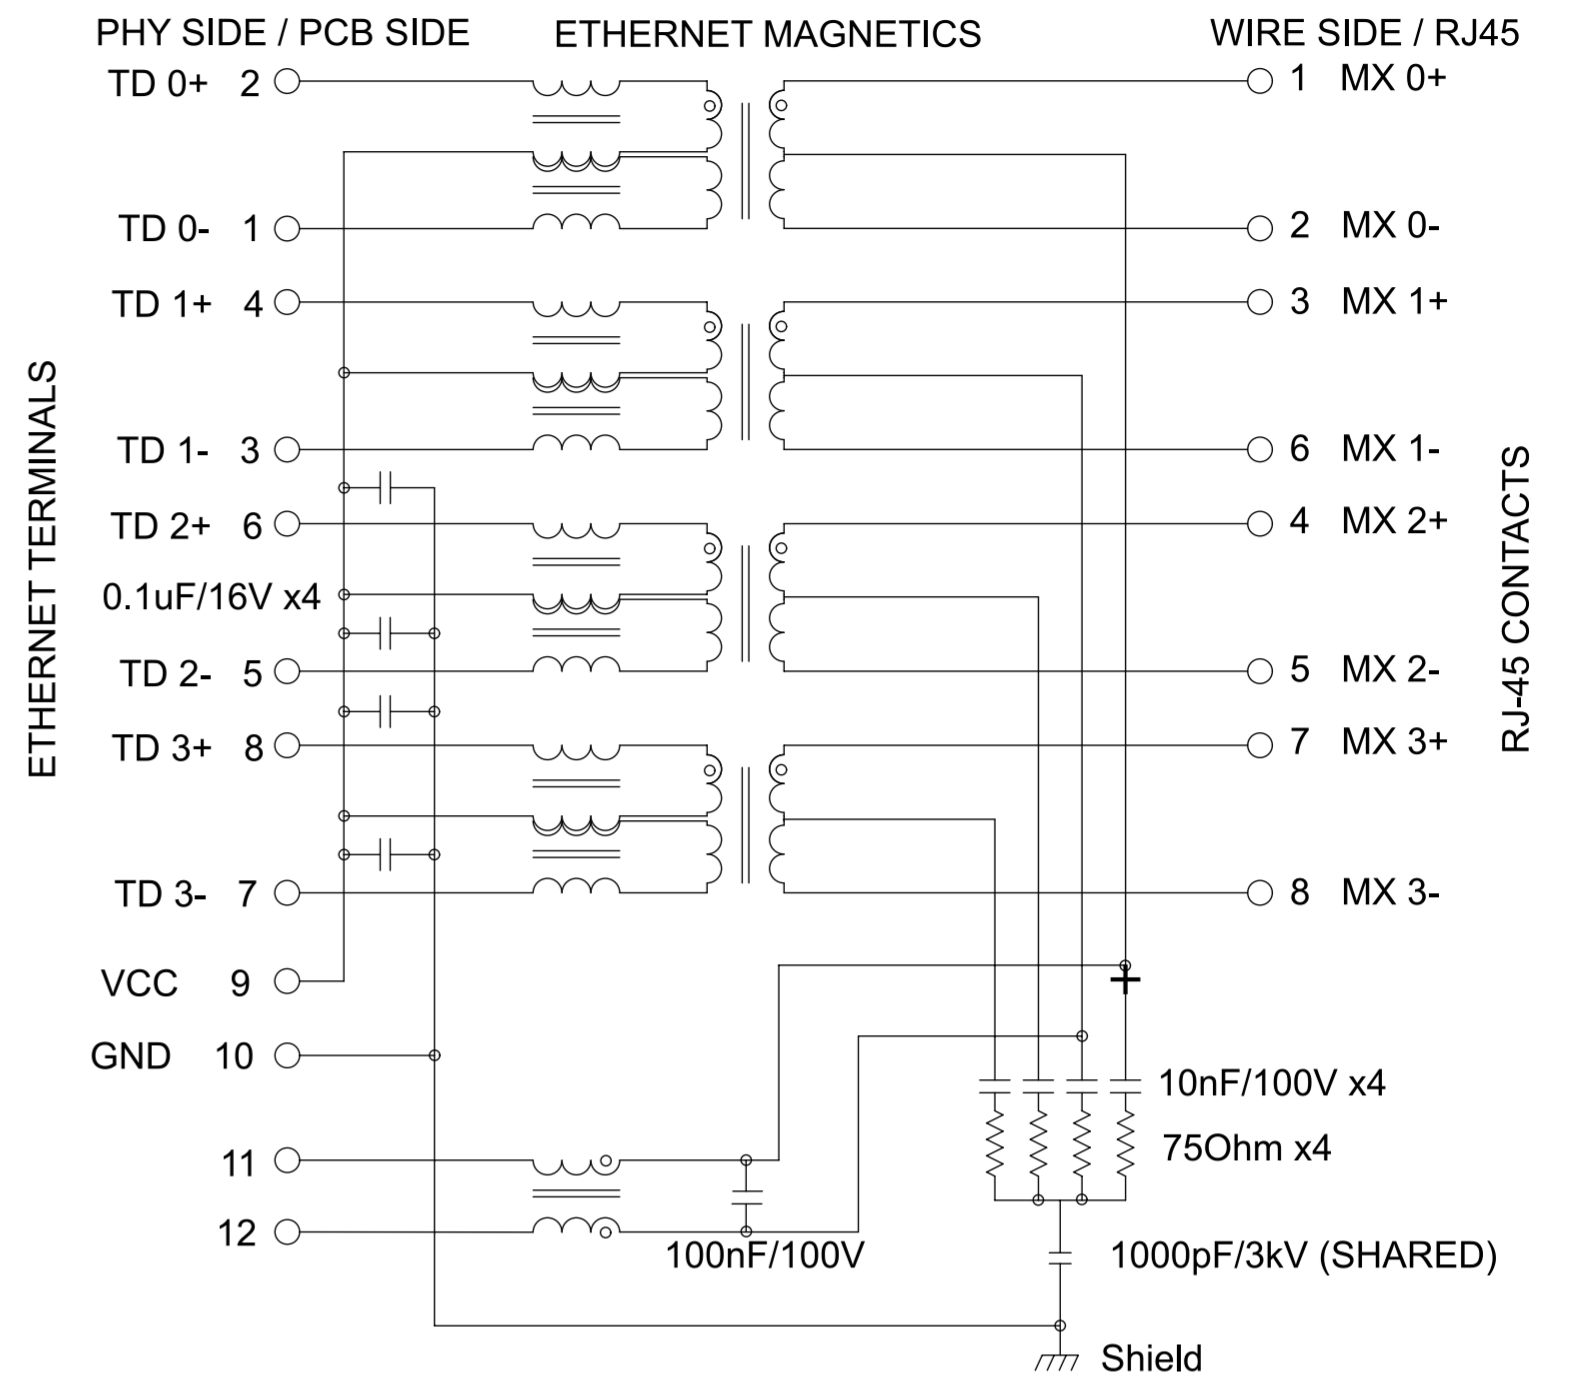 PHY SIDE / PCB SIDE
ETHERNET MAGNETICS
WIRE SIDE / RJ45
TD 0+ 2
1 MX 0+
TD 0- 1
2 MX 0-
TD 1+ 4
3 MX 1+
TD 1- 3
6 MX 1-
TD 2+ 6
4 MX 2+
0.1uF/16V x4
TD 2- 5
5 MX 2-
TD 3+ 8
7 MX 3+
TD 3- 7
8 MX 3-
ETHERNET TERMINALS
RJ-45 CONTACTS
VCC 9
GND 10
10nF/100V x4
75Ohm x4
11
12
100nF/100V
1000pF/3kV (SHARED)
Shield